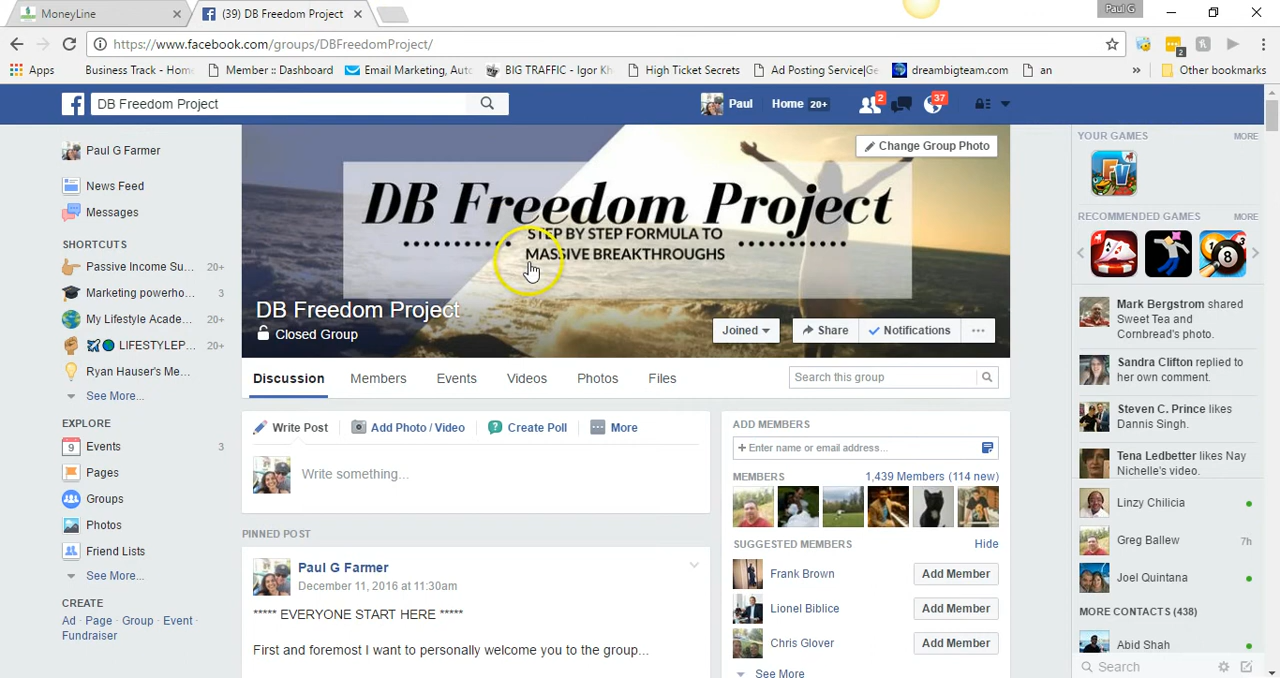 MoneyLine
(39) DB Freedom Project
Paul G
https://www.facebook.com/groups/DBFreedomProject/
2
Apps
Business Track - Home
Member :: Dashboard
Email Marketing, Auto
BIG TRAFFIC - Igor Kh
High Ticket Secrets
Ad Posting Service|Ge
dreambigteam.com
an
»
Other bookmarks
DB Freedom Project
Paul
Home 20+
2
37
Paul G Farmer
News Feed
Messages
SHORTCUTS
Passive Income Su... 20+
Marketing powerho... 3
My Lifestyle Acade... 20+
LIFESTYLEP... 20+
Ryan Hauser's Me...
See More...
EXPLORE
Events 3
9
Pages
Groups
Photos
Friend Lists
See More...
CREATE
Ad · Page · Group · Event ·
Fundraiser
Change Group Photo
DB Freedom Project
STEP BY STEP FORMULA TO
MASSIVE BREAKTHROUGHS
DB Freedom Project
Closed Group
Joined
Share
Notifications
Discussion
Members
Events
Videos
Photos
Files
Search this group
Write Post
Add Photo / Video
Create Poll
More
Write something...
PINNED POST
Paul G Farmer
December 11, 2016 at 11:30am
***** EVERYONE START HERE *****
First and foremost I want to personally welcome you to the group...
ADD MEMBERS
+ Enter name or email address...
MEMBERS
1,439 Members (114 new)
SUGGESTED MEMBERS
Hide
Frank Brown
Add Member
Lionel Biblice
Add Member
Chris Glover
Add Member
See More
YOUR GAMES
MORE
FV
RECOMMENDED GAMES
MORE
8
Mark Bergstrom shared
Sweet Tea and
Cornbread's photo.
Sandra Clifton replied to
her own comment.
Steven C. Prince likes
Dannis Singh.
Tena Ledbetter likes Nay
Nichelle's video.
Linzy Chilicia
Greg Ballew 7h
Joel Quintana
MORE CONTACTS (438)
Abid Shah
Search